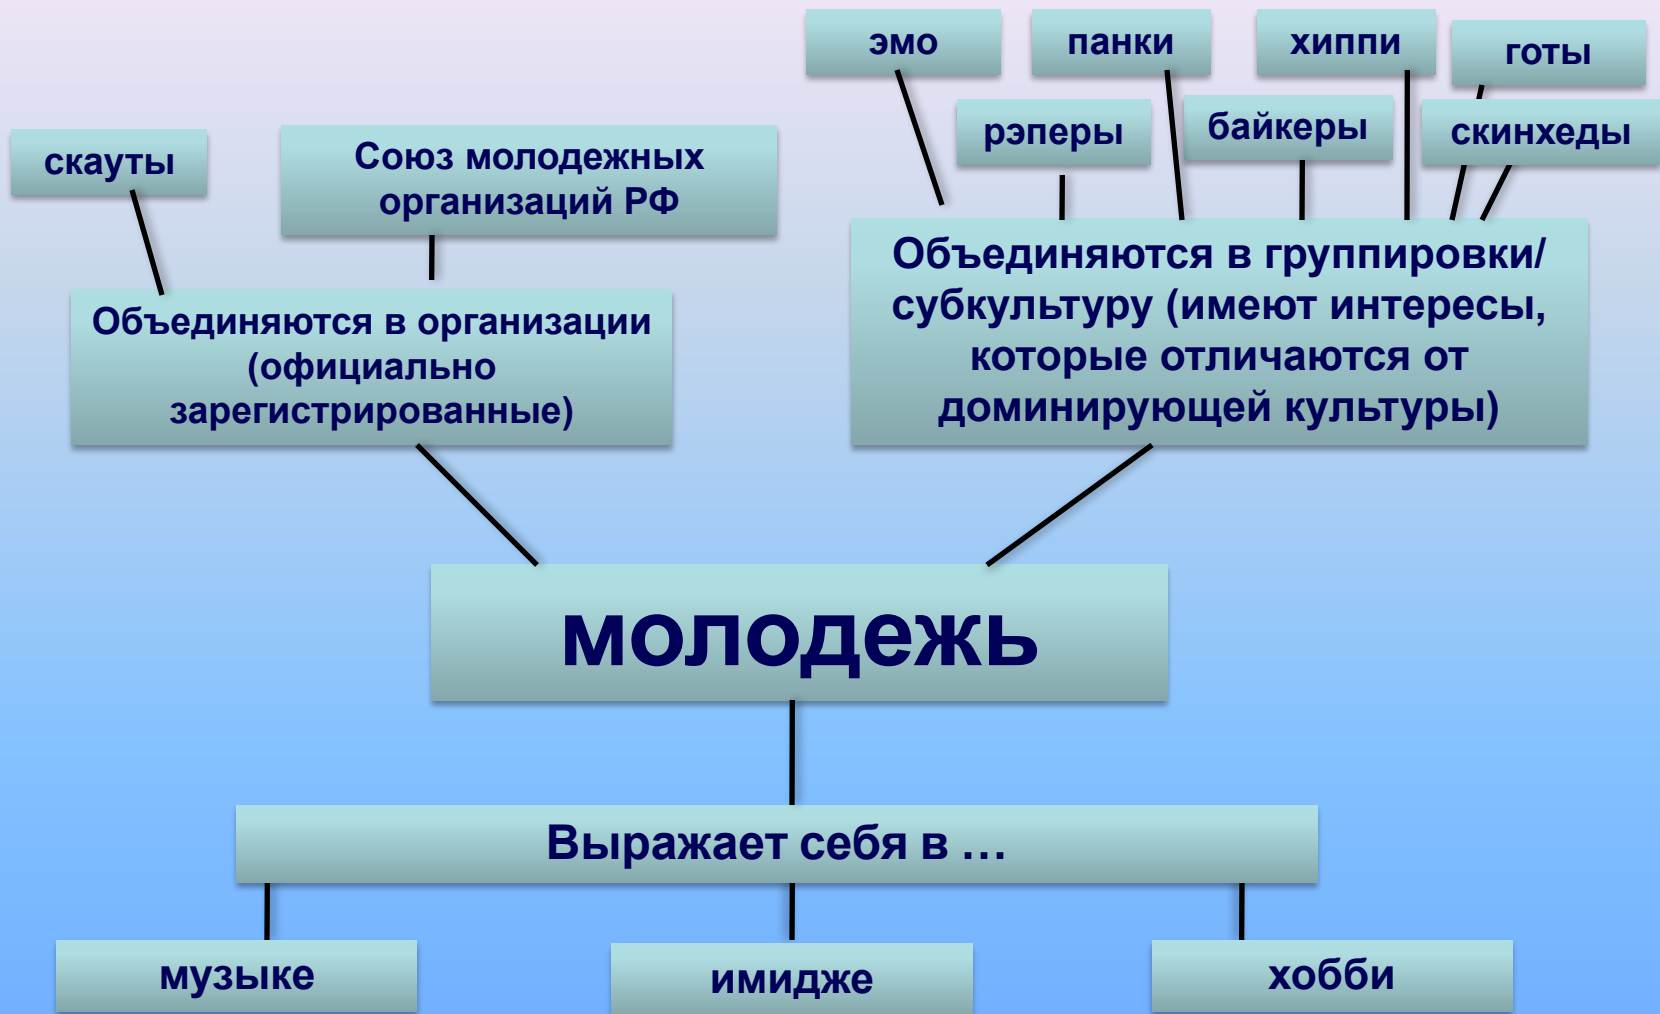 эмо
панки
хиппи
готы
рэперы
байкеры
скинхеды
скауты
Союз молодежных
организаций РФ
Объединяются в организации
(официально
зарегистрированные)
Объединяются в группировки/
субкультуру (имеют интересы,
которые отличаются от
доминирующей культуры)
молодежь
Выражает себя в …
музыке
имидже
хобби